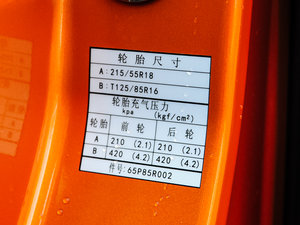 轮胎尺寸
A:215/55R18
B:T125/85R16
轮胎充气压力
kpa (kgf/cm²)
轮胎 前轮 后轮
A 210 (2.1) 210 (2.1)
B 420 (4.2) 420 (4.2)
件号:65P85R002